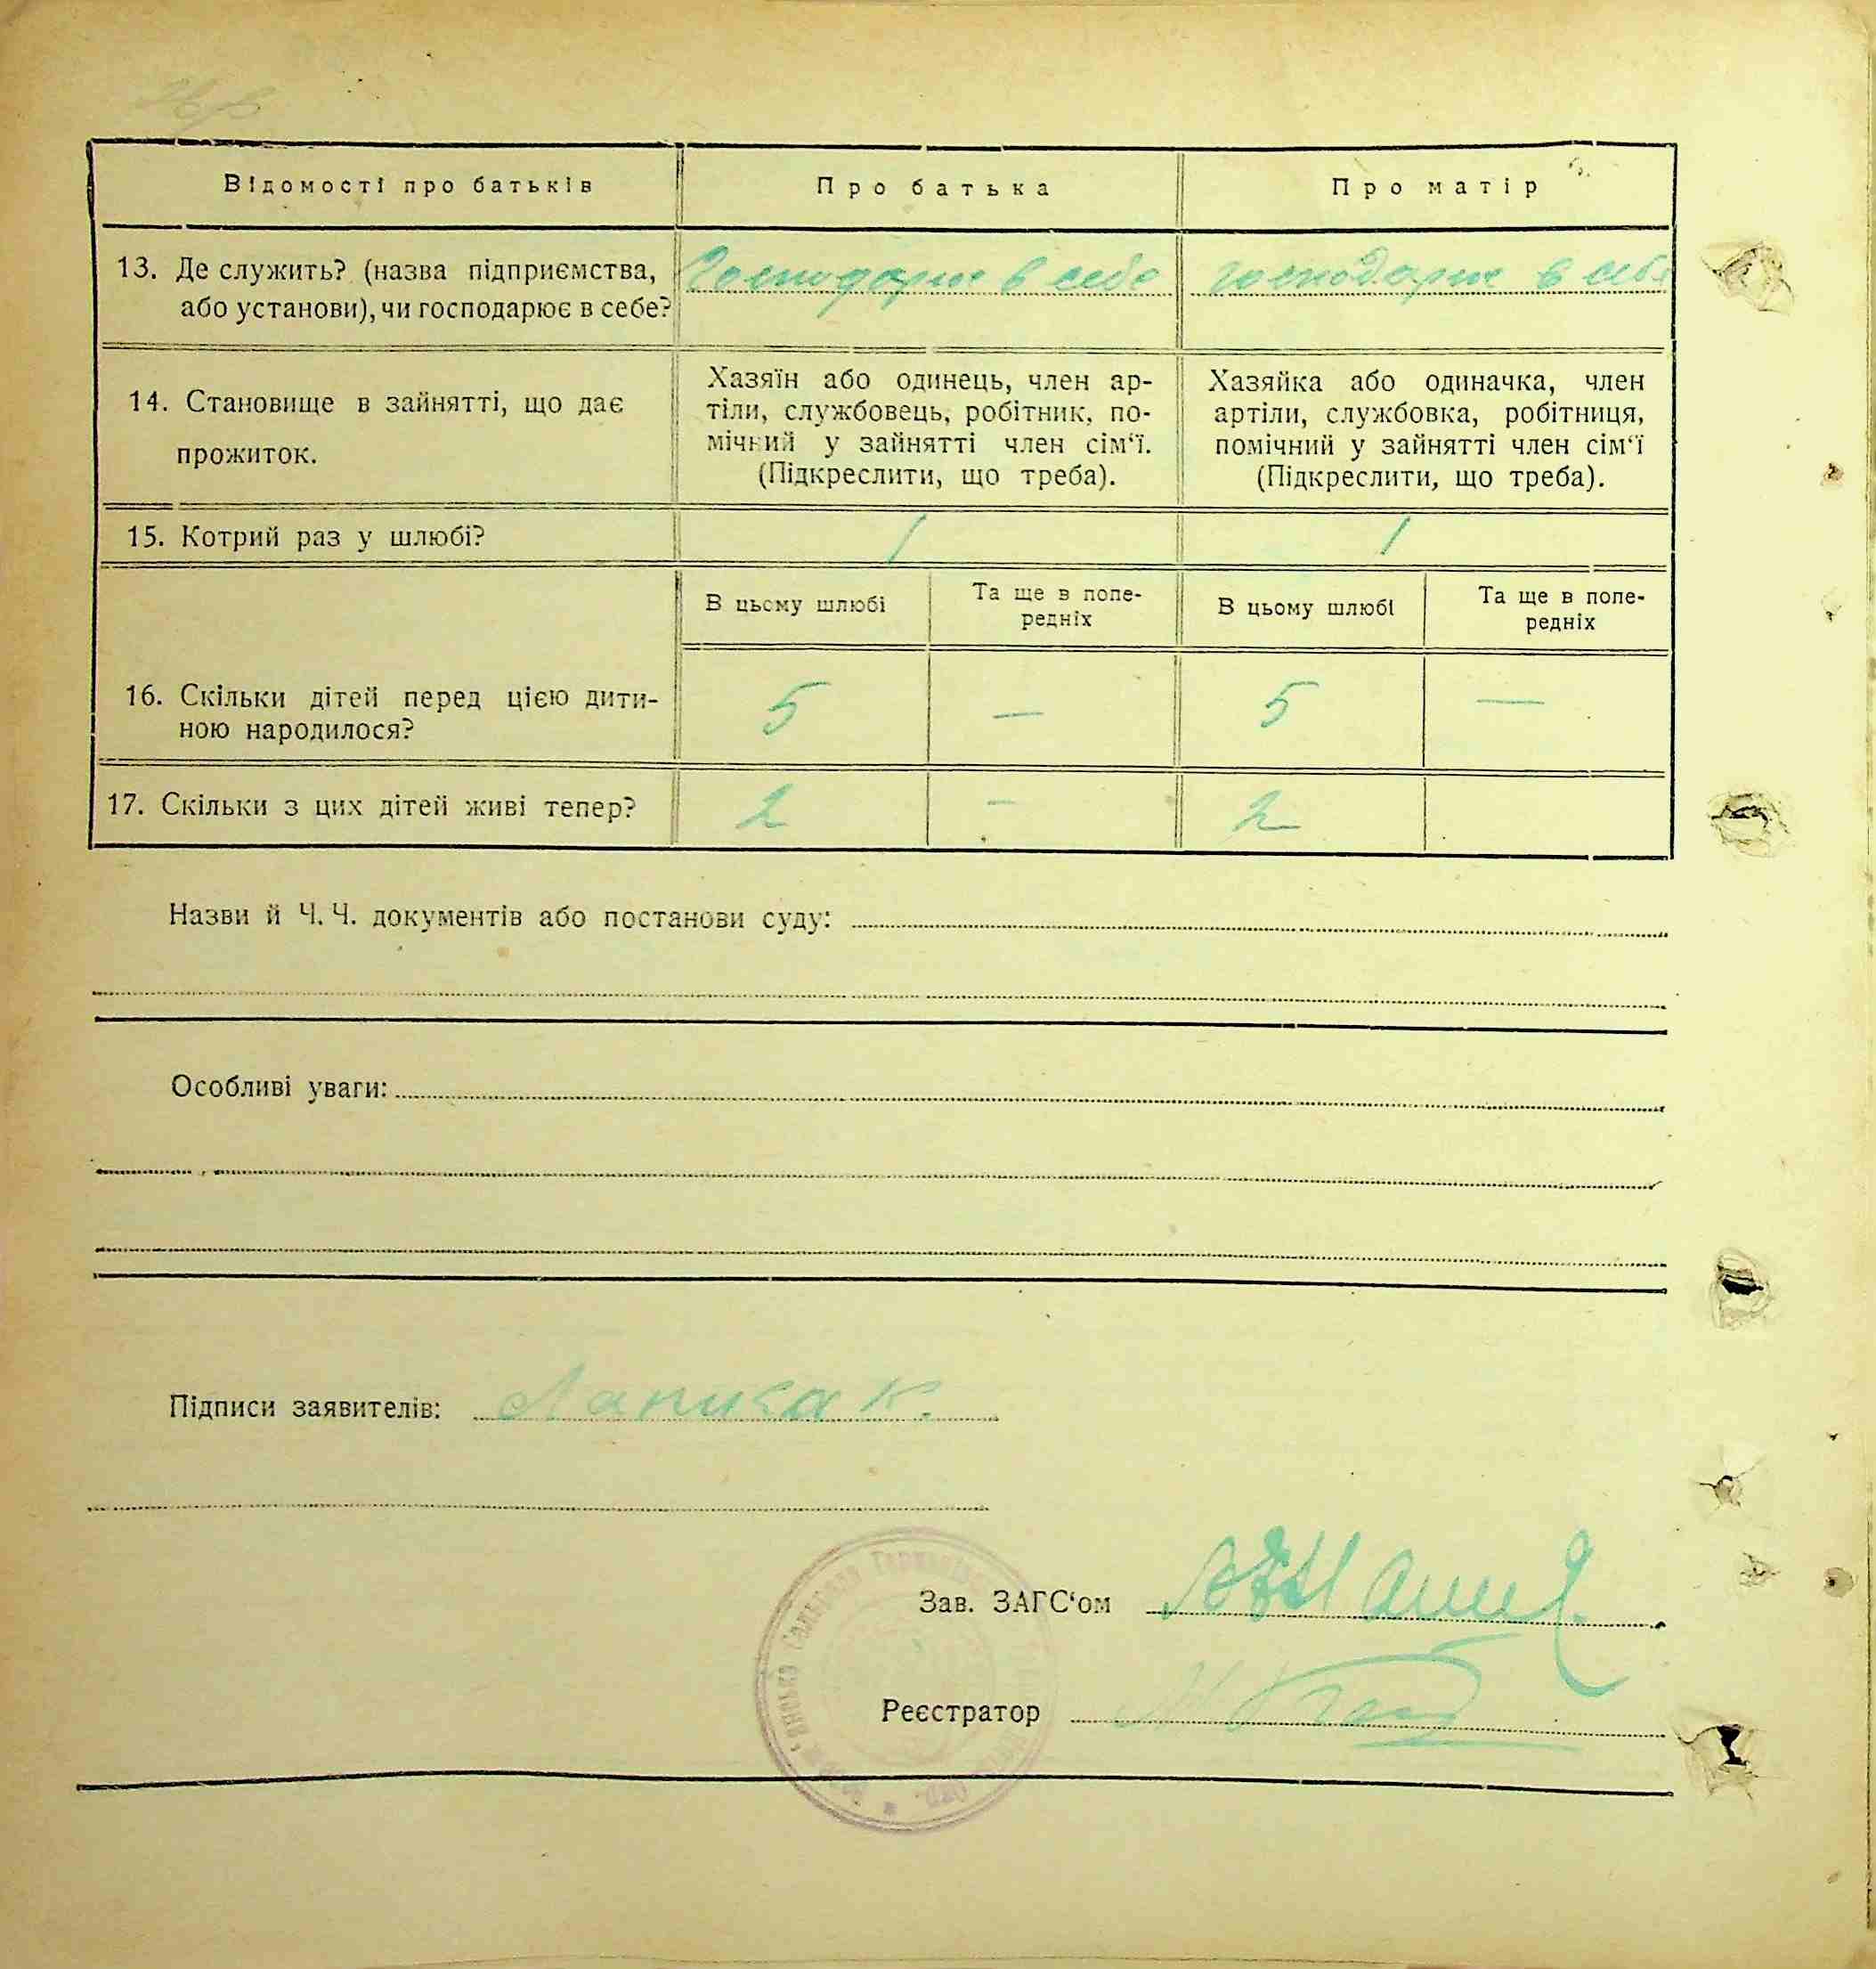 Відомості про батьків
Про батька
Про матір
13. Де служить? (назва підприємства,
або установи), чи господарює в себе?
Господарює в себе
господарює в себе
14. Становище в зайнятті, що дає
прожиток.
Хазяїн або одинець, член ар-
тіли, службовець, робітник, по-
мічний у зайнятті член сім‘ї.
(Підкреслити, що треба).
Хазяйка або одиначка, член
артіли, службовка, робітниця,
помічний у зайнятті член сім‘ї
(Підкреслити, що треба).
15. Котрий раз у шлюбі?
1
1
В цьому шлюбі
Та ще в попе-
редніх
В цьому шлюбі
Та ще в попе-
редніх
16. Скільки дітей перед цією дити-
ною народилося?
5
—
5
—
17. Скільки з цих дітей живі тепер?
2
—
2
Назви й Ч. Ч. документів або постанови суду:
Особливі уваги:
Підписи заявителів:
Зав. ЗАГС‘ом
Реєстратор